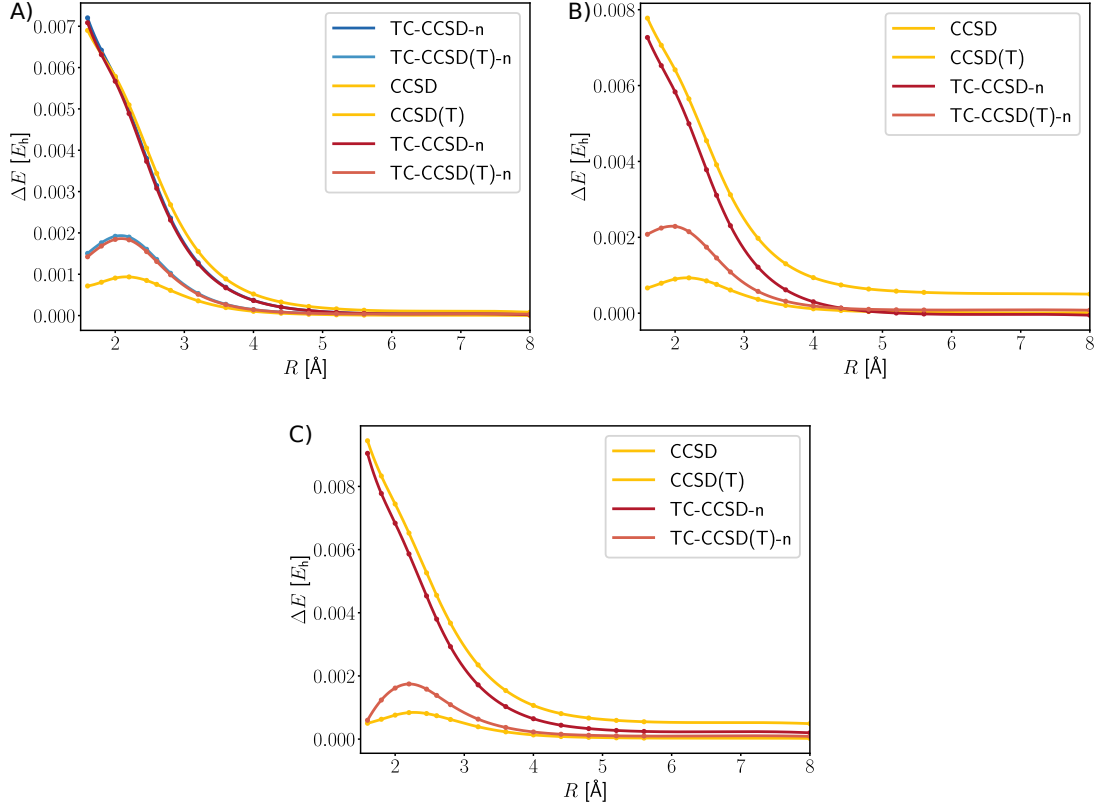 A)
0.007
0.006
0.005
0.004
0.003
0.002
0.001
0.000
ΔE [Eh]
2 3 4 5 6 7 8
R [Å]
TC-CCSD-n
TC-CCSD(T)-n
CCSD
CCSD(T)
TC-CCSD-n
TC-CCSD(T)-n
B)
0.008
0.006
0.004
0.002
0.000
ΔE [Eh]
2 3 4 5 6 7 8
R [Å]
CCSD
CCSD(T)
TC-CCSD-n
TC-CCSD(T)-n
C)
0.008
0.006
0.004
0.002
0.000
ΔE [Eh]
2 3 4 5 6 7 8
R [Å]
CCSD
CCSD(T)
TC-CCSD-n
TC-CCSD(T)-n